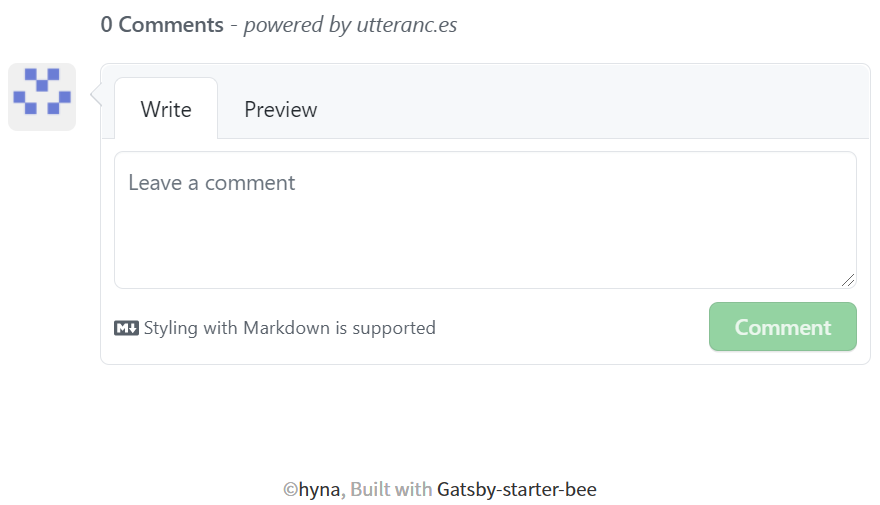 0 Comments - powered by utteranc.es
Write Preview
Leave a comment
M Styling with Markdown is supported
Comment
©hyna, Built with Gatsby-starter-bee